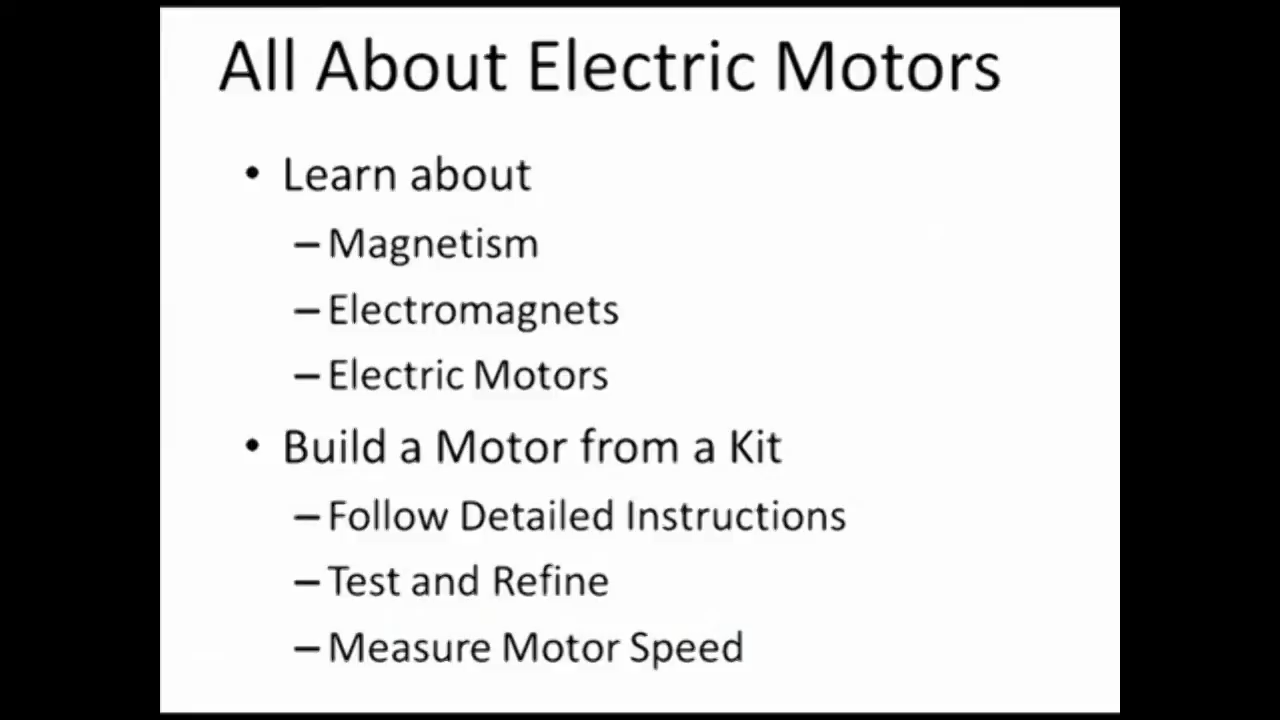 All About Electric Motors
• Learn about
– Magnetism
– Electromagnets
– Electric Motors
• Build a Motor from a Kit
– Follow Detailed Instructions
– Test and Refine
– Measure Motor Speed